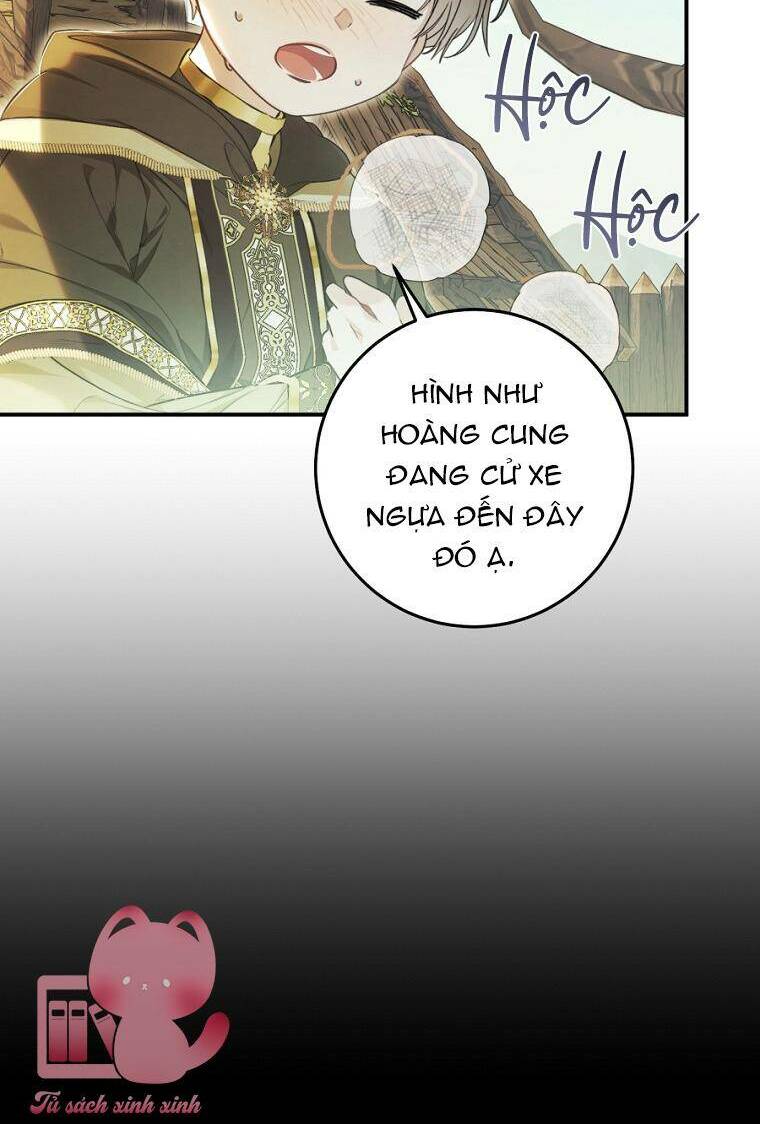 Hộc
Hộc
HÌNH NHƯ
HOÀNG CUNG
ĐANG CỬ XE
NGỰA ĐẾN ĐÂY
ĐÓ Ạ.
Tủ sách xinh xinh